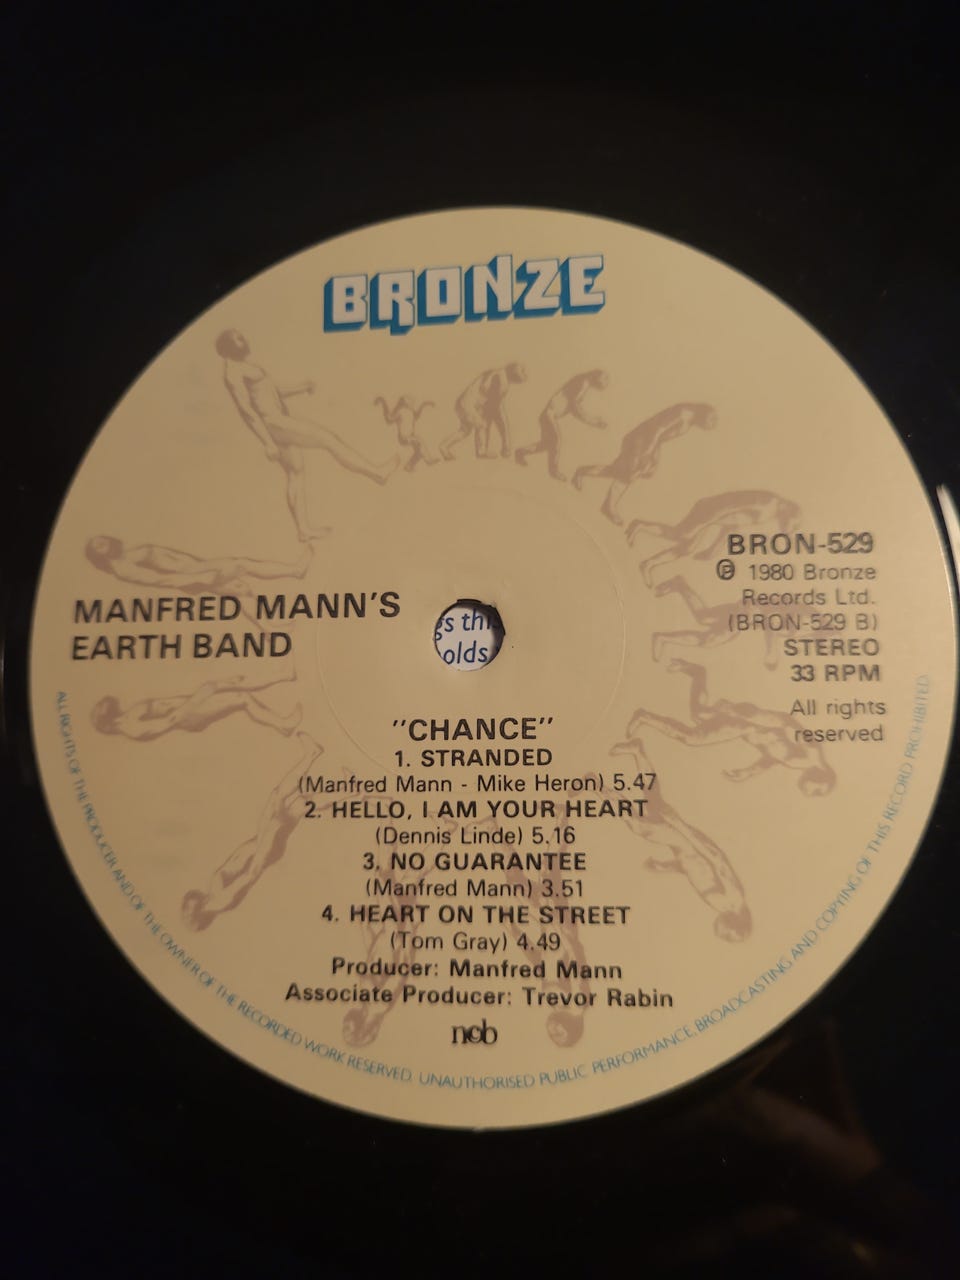 BRONZE
MANFRED MANN'S
EARTH BAND
BRON-529
℗ 1980 Bronze
Records Ltd.
(BRON-529 B)
STEREO
33 RPM
All rights
reserved
gs this
olds
"CHANCE"
1. STRANDED
(Manfred Mann - Mike Heron) 5.47
2. HELLO, I AM YOUR HEART
(Dennis Linde) 5.16
3. NO GUARANTEE
(Manfred Mann) 3.51
4. HEART ON THE STREET
(Tom Gray) 4.49
Producer: Manfred Mann
Associate Producer: Trevor Rabin
ncb
ALL RIGHTS OF THE PRODUCER AND OF THE OWNER OF THE RECORDED WORK RESERVED. UNAUTHORISED PUBLIC PERFORMANCE, BROADCASTING AND COPYING OF THIS RECORD PROHIBITED.